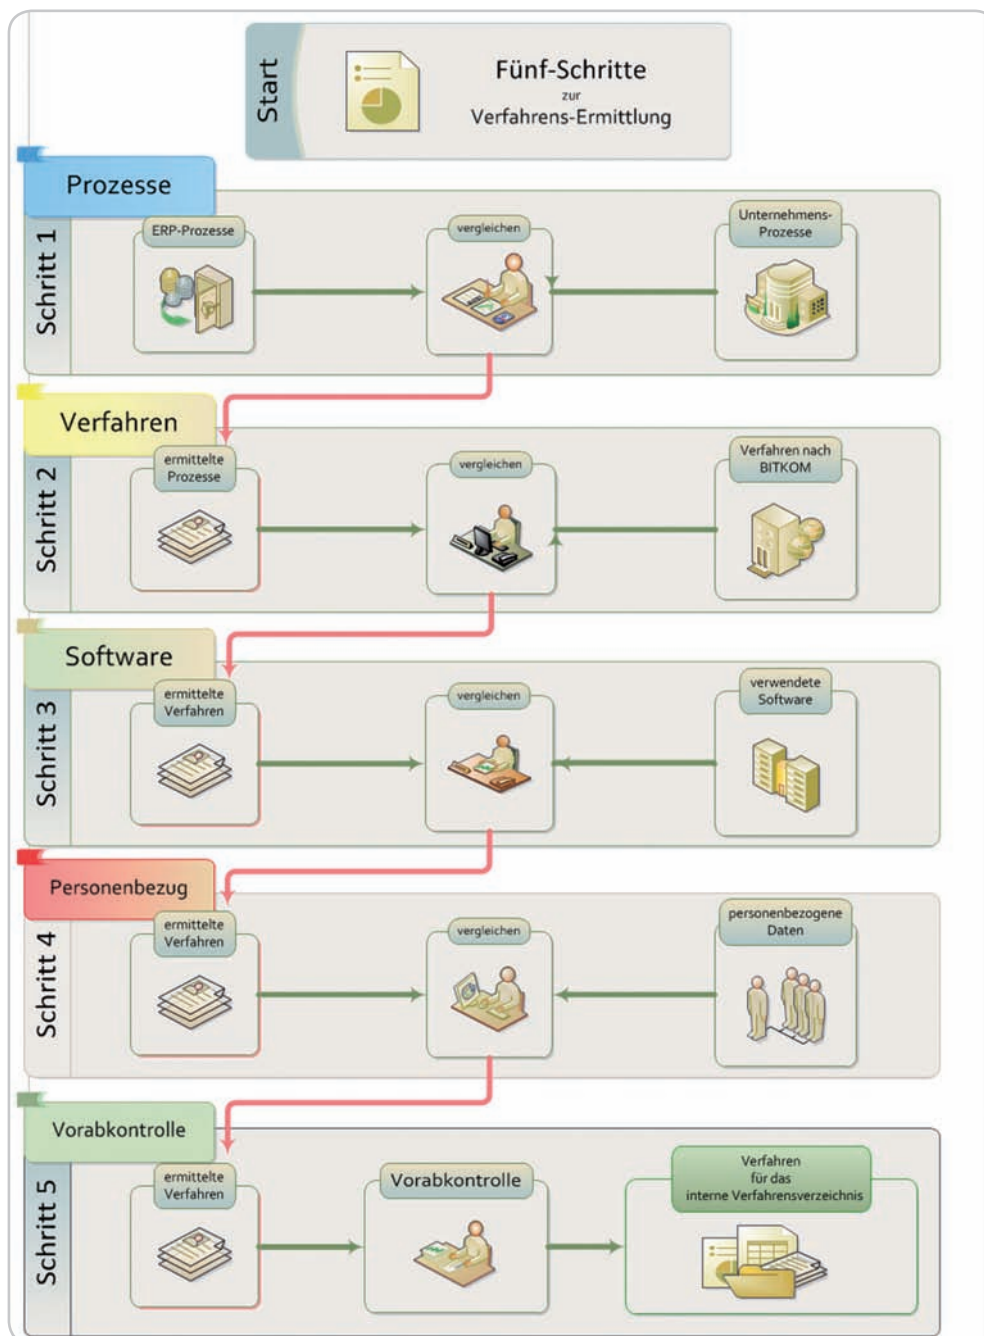 Start
Fünf-Schritte
zur
Verfahrens-Ermittlung
Prozesse
Schritt 1
ERP-Prozesse
vergleichen
Unternehmens-
Prozesse
Verfahren
Schritt 2
ermittelte
Prozesse
vergleichen
Verfahren nach
BITKOM
Software
Schritt 3
ermittelte
Verfahren
vergleichen
verwendete
Software
Personenbezug
Schritt 4
ermittelte
Verfahren
vergleichen
personenbezogene
Daten
Vorabkontrolle
Schritt 5
ermittelte
Verfahren
Vorabkontrolle
Verfahren
für das
interne Verfahrensverzeichnis